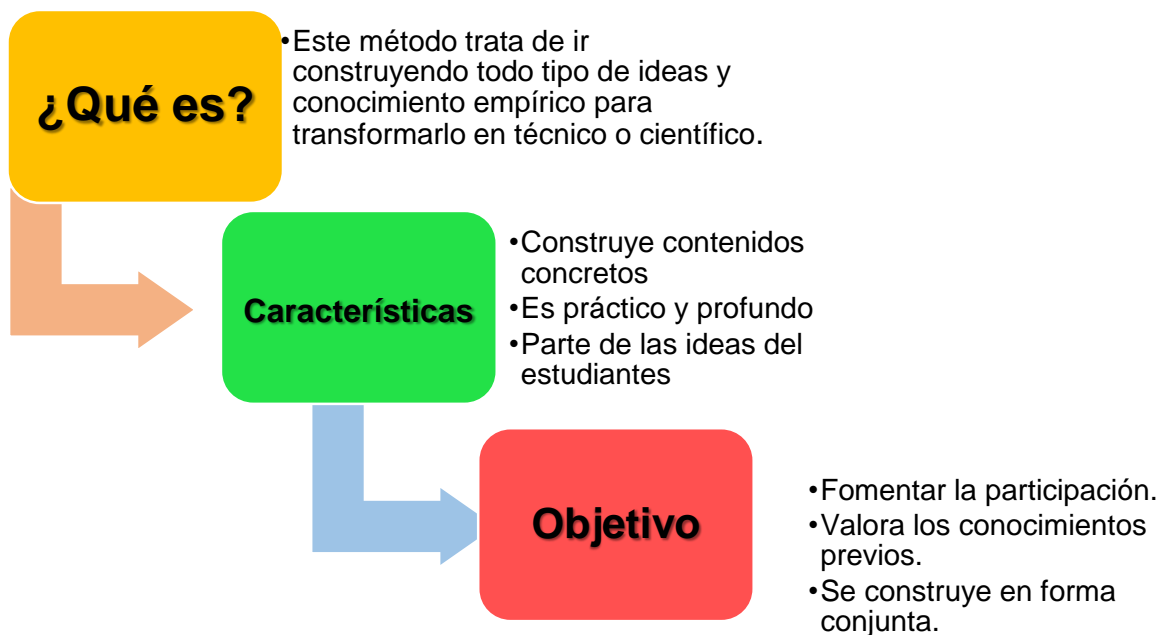 ¿Qué es?
•Este método trata de ir
construyendo todo tipo de ideas y
conocimiento empírico para
transformarlo en técnico o científico.
Característícas
•Construye contenidos
concretos
•Es práctico y profundo
•Parte de las ideas del
estudiantes
Objetivo
•Fomentar la participación.
•Valora los conocimientos
previos.
•Se construye en forma
conjunta.